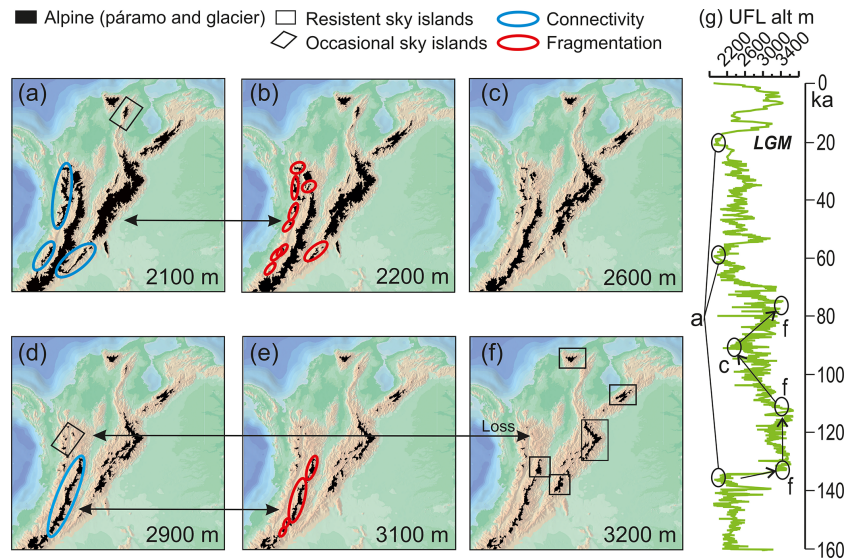 Alpine (páramo and glacier)
Resistent sky islands
Connectivity
Occasional sky islands
Fragmentation
(g) UFL alt m
2200
2600
3000
3400
(a)
2100 m
(b)
2200 m
(c)
2600 m
(d)
2900 m
(e)
3100 m
(f)
Loss
3200 m
0
ka
20
LGM
40
60
80
100
120
140
160
a
c
f
f
f